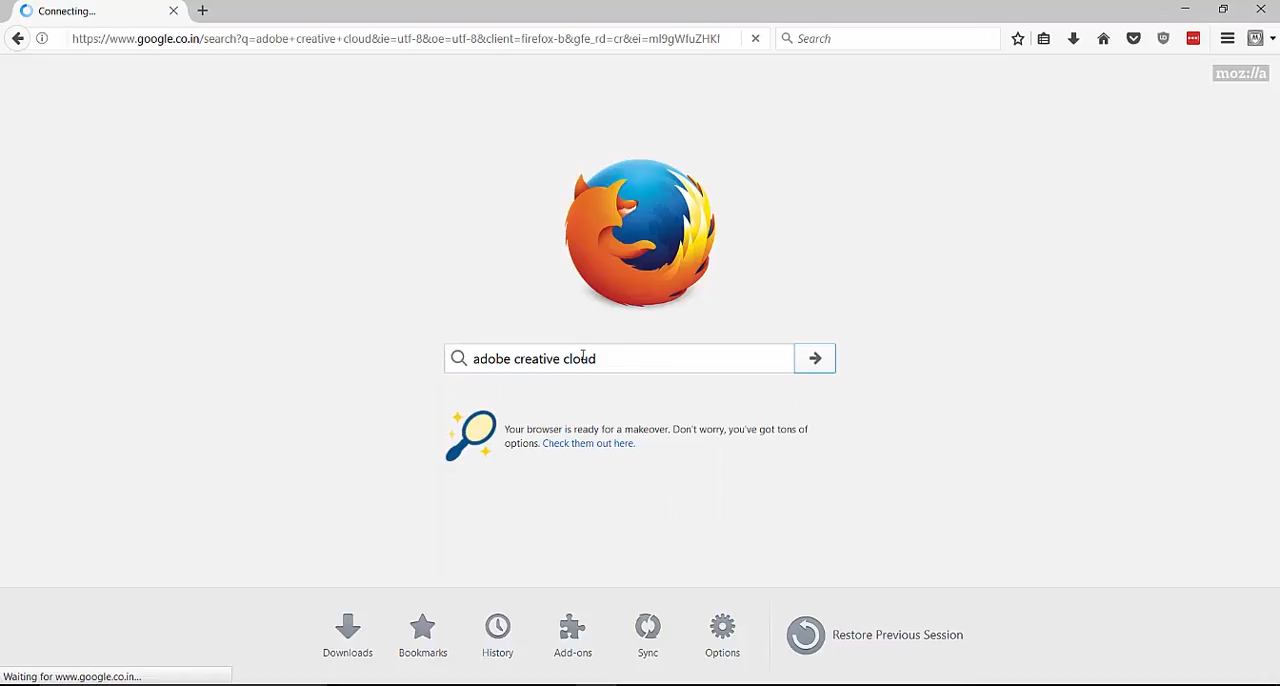 Connecting...
https://www.google.co.in/search?q=adobe+creative+cloud&ie=utf-8&oe=utf-8&client=firefox-b&gfe_rd=cr&ei=mI9gWfuZHKf
Search
moz://a
adobe creative cloud
Your browser is ready for a makeover. Don't worry, you've got tons of
options. Check them out here.
Downloads
Bookmarks
History
Add-ons
Sync
Options
Restore Previous Session
Waiting for www.google.co.in...